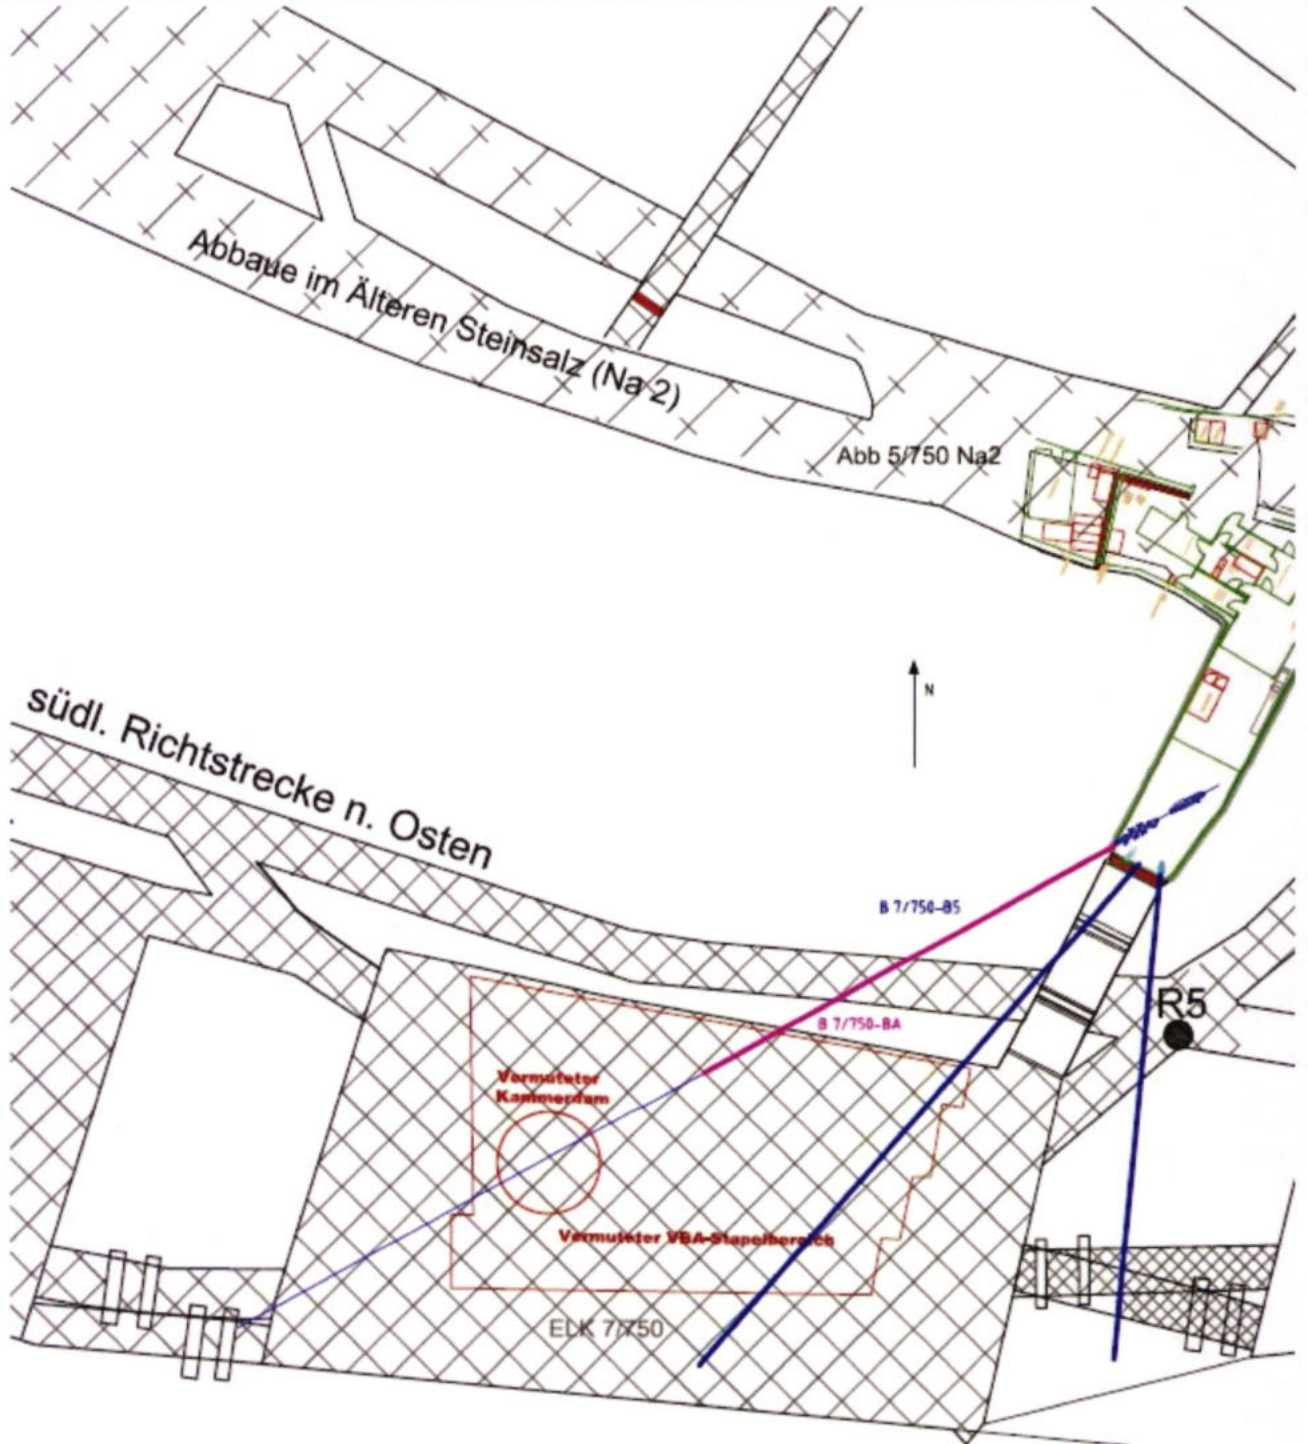 Abbaue im Älteren Steinsalz (Na 2)
Abb 5/750 Na2
N
südl. Richtstrecke n. Osten
B 7/750-B5
R5
B 7/750-BA
Vermuteter
Kammerdom
Vermuteter VBA-Stapelbereich
ELK 7/750